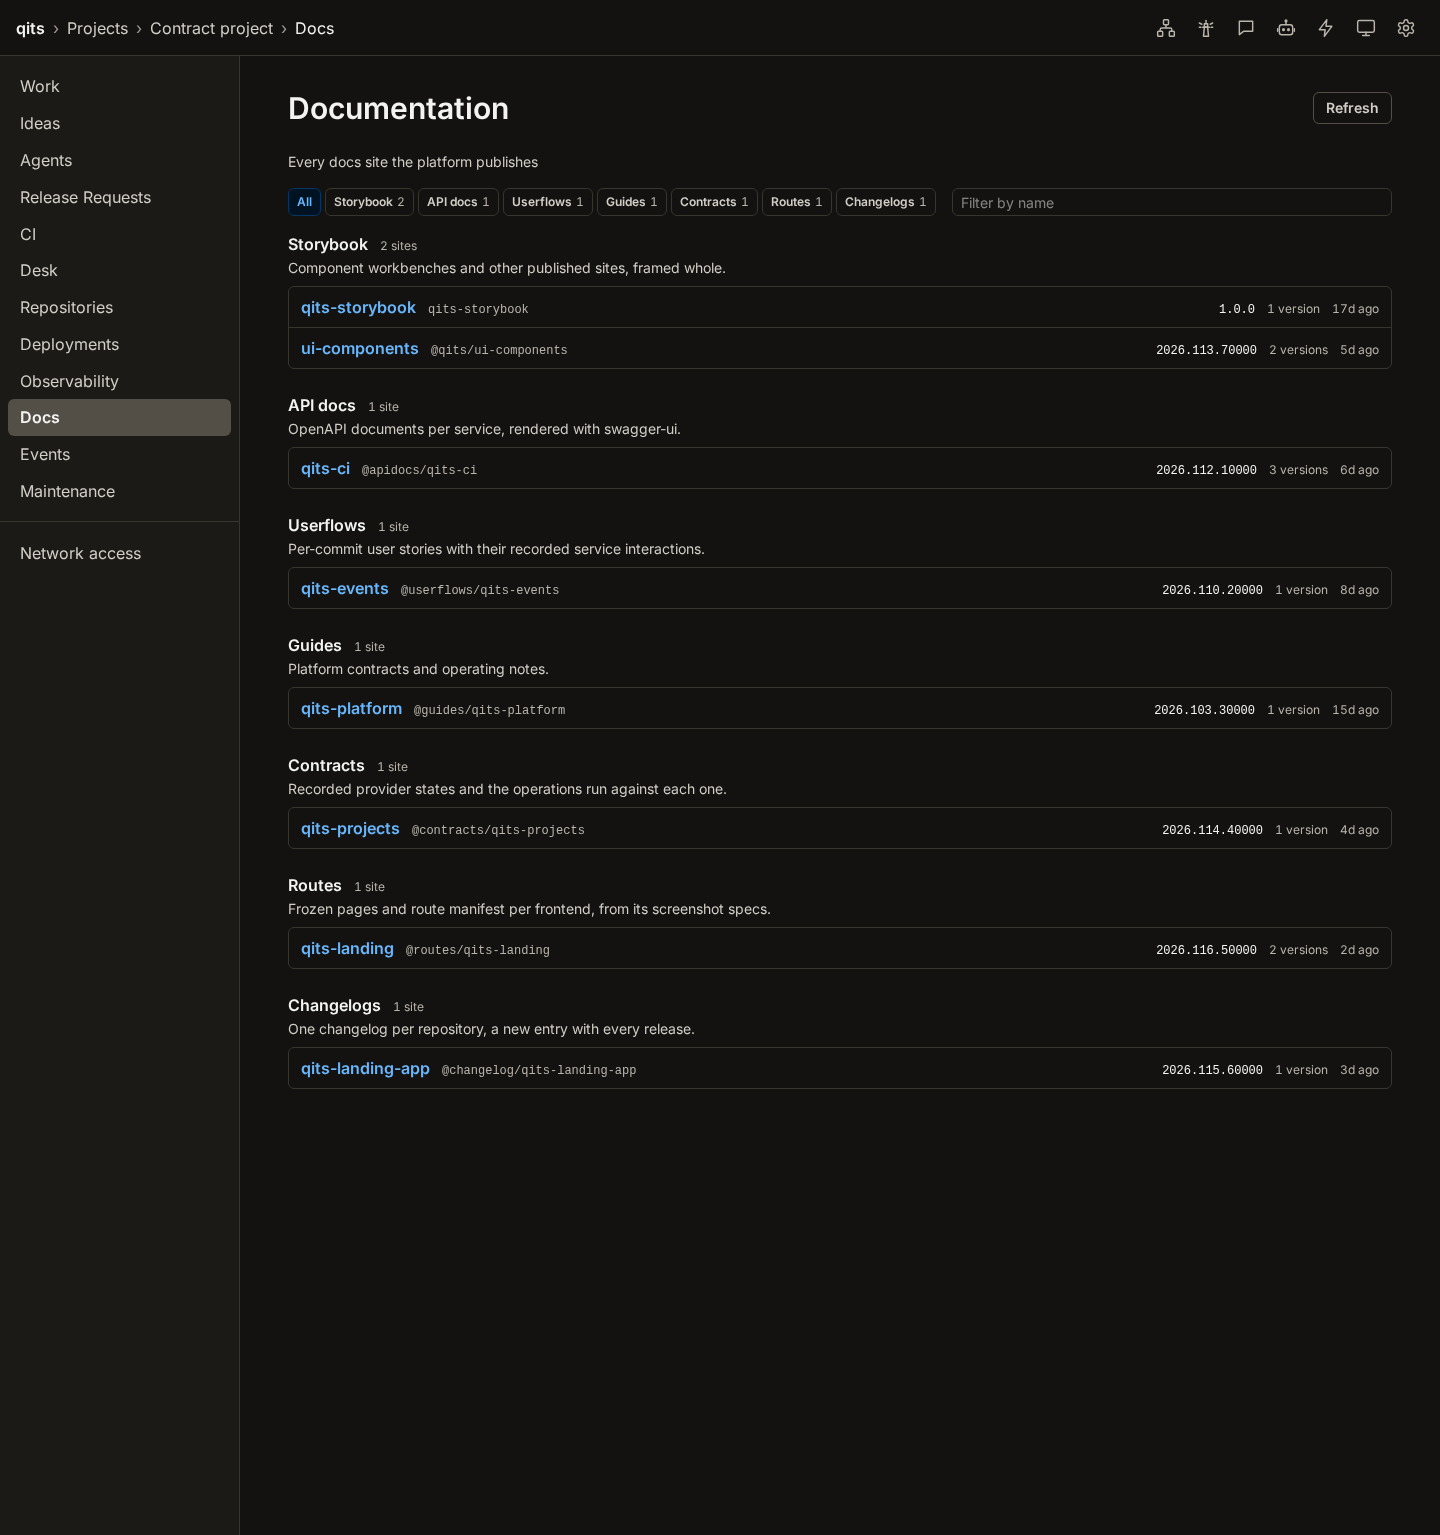 qits › Projects › Contract project › Docs
Work
Ideas
Agents
Release Requests
CI
Desk
Repositories
Deployments
Observability
Docs
Events
Maintenance
Network access
Documentation
Refresh
Every docs site the platform publishes
All Storybook 2 API docs 1 Userflows 1 Guides 1 Contracts 1 Routes 1 Changelogs 1 Filter by name
Storybook 2 sites
Component workbenches and other published sites, framed whole.
qits-storybook qits-storybook 1.0.0 1 version 17d ago
ui-components @qits/ui-components 2026.113.70000 2 versions 5d ago
API docs 1 site
OpenAPI documents per service, rendered with swagger-ui.
qits-ci @apidocs/qits-ci 2026.112.10000 3 versions 6d ago
Userflows 1 site
Per-commit user stories with their recorded service interactions.
qits-events @userflows/qits-events 2026.110.20000 1 version 8d ago
Guides 1 site
Platform contracts and operating notes.
qits-platform @guides/qits-platform 2026.103.30000 1 version 15d ago
Contracts 1 site
Recorded provider states and the operations run against each one.
qits-projects @contracts/qits-projects 2026.114.40000 1 version 4d ago
Routes 1 site
Frozen pages and route manifest per frontend, from its screenshot specs.
qits-landing @routes/qits-landing 2026.116.50000 2 versions 2d ago
Changelogs 1 site
One changelog per repository, a new entry with every release.
qits-landing-app @changelog/qits-landing-app 2026.115.60000 1 version 3d ago